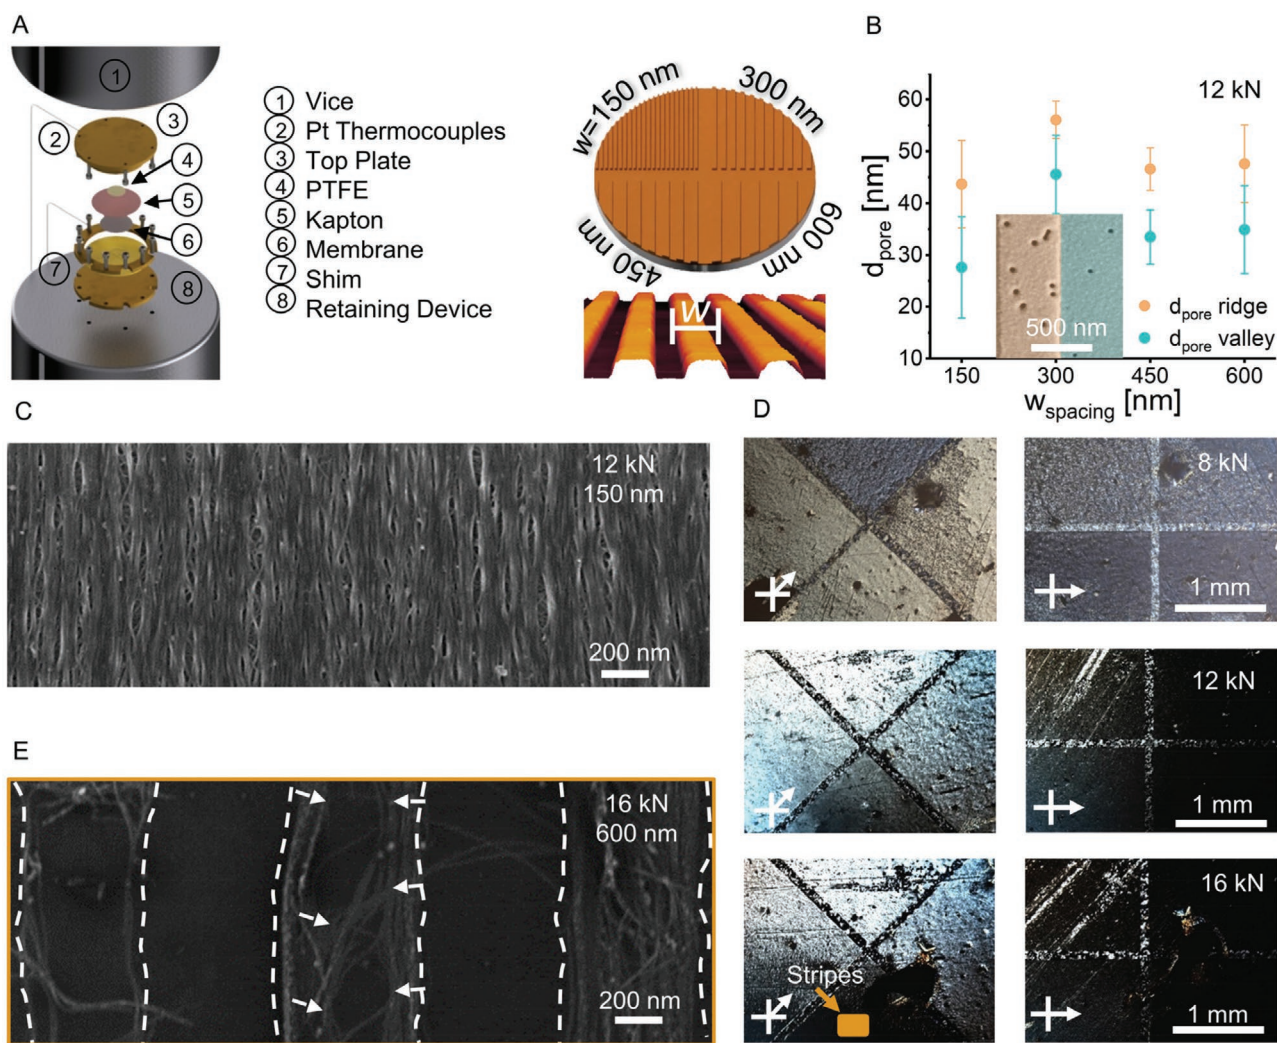 A
1
2
3
4
5
6
7
8
1 Vice
2 Pt Thermocouples
3 Top Plate
4 PTFE
5 Kapton
6 Membrane
7 Shim
8 Retaining Device
w=150 nm
300 nm
450 nm
600 nm
w
B
12 kN
d_pore [nm]
60
50
40
30
20
10
500 nm
d_pore ridge
d_pore valley
150
300
450
600
w_spacing [nm]
C
12 kN
150 nm
200 nm
D
8 kN
1 mm
12 kN
1 mm
16 kN
Stripes
1 mm
E
16 kN
600 nm
200 nm